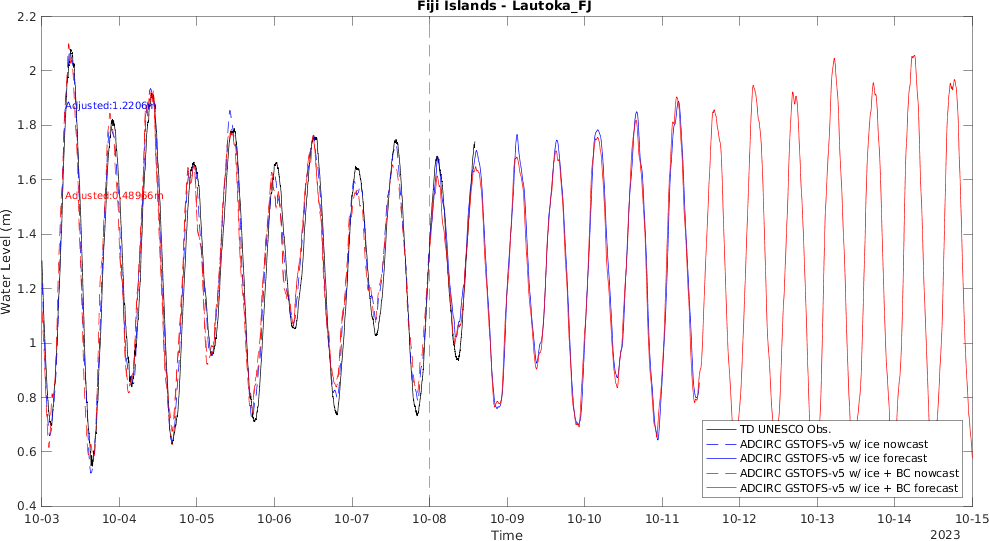 Fiji Islands - Lautoka_FJ
2.2
2
1.8
1.6
1.4
1.2
1
0.8
0.6
0.4
Water Level (m)
Adjusted:1.2206m
Adjusted:0.48966m
TD UNESCO Obs.
ADCIRC GSTOFS-v5 w/ ice nowcast
ADCIRC GSTOFS-v5 w/ ice forecast
ADCIRC GSTOFS-v5 w/ ice + BC nowcast
ADCIRC GSTOFS-v5 w/ ice + BC forecast
10-03 10-04 10-05 10-06 10-07 10-08 10-09 10-10 10-11 10-12 10-13 10-14 10-15
Time
2023